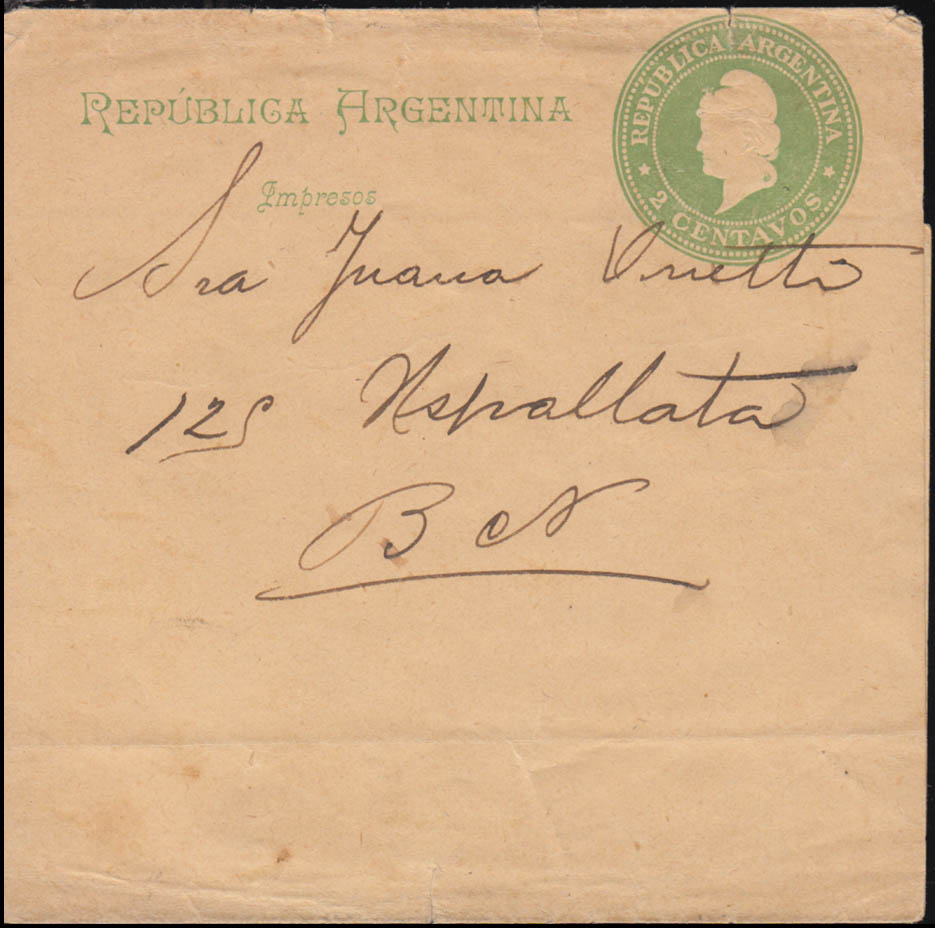 REPÚBLICA ARGENTINA
REPUBLICA ARGENTINA
2 CENTAVOS
Impresos
Sra Juana
125 Uspallata
B N